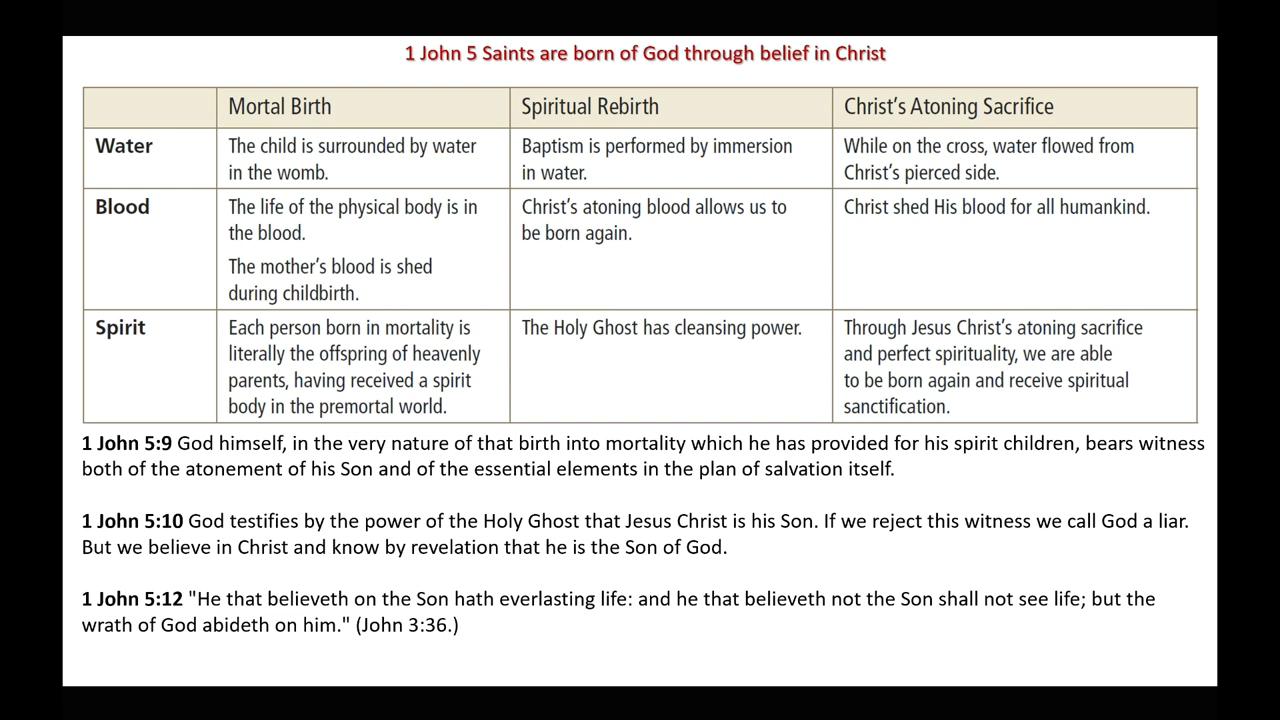 1 John 5 Saints are born of God through belief in Christ
Mortal Birth
Spiritual Rebirth
Christ’s Atoning Sacrifice
Water
The child is surrounded by water
in the womb.
Baptism is performed by immersion
in water.
While on the cross, water flowed from
Christ’s pierced side.
Blood
The life of the physical body is in
the blood.
The mother’s blood is shed
during childbirth.
Christ’s atoning blood allows us to
be born again.
Christ shed His blood for all humankind.
Spirit
Each person born in mortality is
literally the offspring of heavenly
parents, having received a spirit
body in the premortal world.
The Holy Ghost has cleansing power.
Through Jesus Christ’s atoning sacrifice
and perfect spirituality, we are able
to be born again and receive spiritual
sanctification.
1 John 5:9 God himself, in the very nature of that birth into mortality which he has provided for his spirit children, bears witness
both of the atonement of his Son and of the essential elements in the plan of salvation itself.
1 John 5:10 God testifies by the power of the Holy Ghost that Jesus Christ is his Son. If we reject this witness we call God a liar.
But we believe in Christ and know by revelation that he is the Son of God.
1 John 5:12 "He that believeth on the Son hath everlasting life: and he that believeth not the Son shall not see life; but the
wrath of God abideth on him." (John 3:36.)